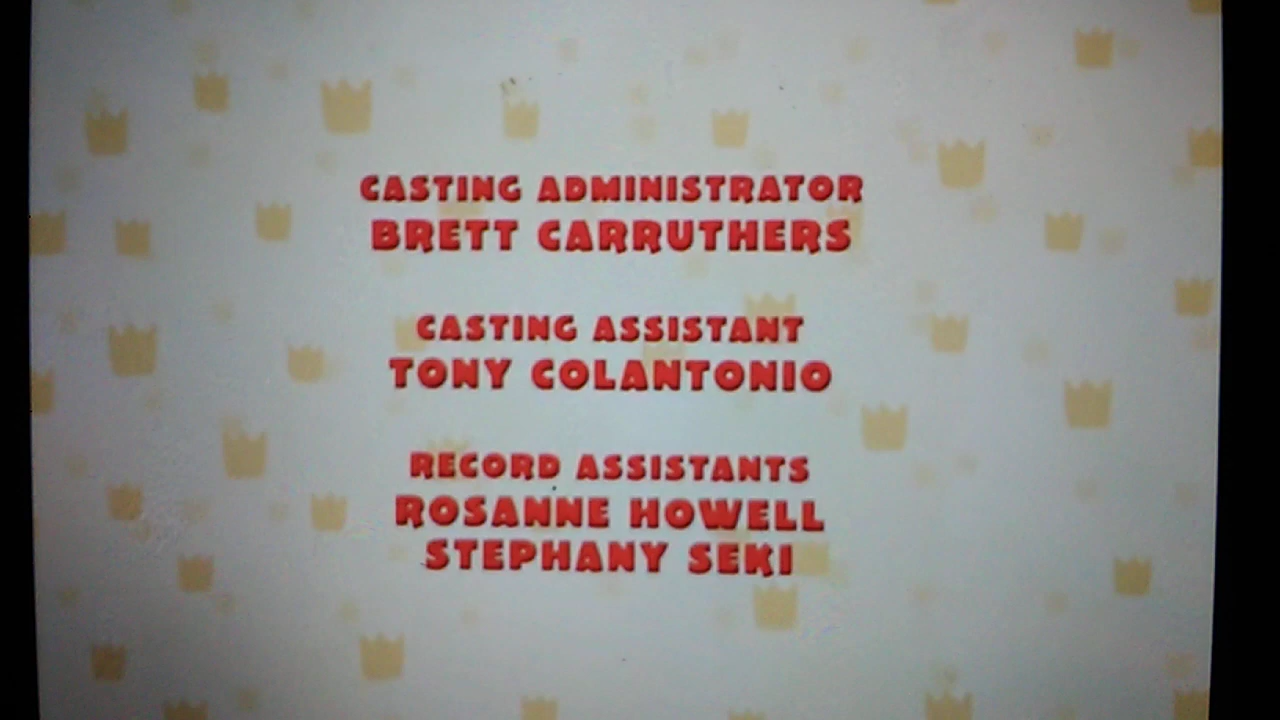 CASTING ADMINISTRATOR
BRETT CARRUTHERS
CASTING ASSISTANT
TONY COLANTONIO
RECORD ASSISTANTS
ROSANNE HOWELL
STEPHANY SEKI